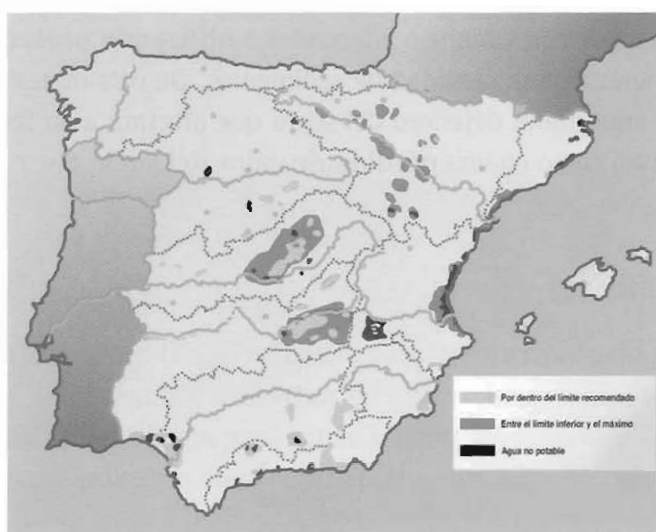 Por dentro del límite recomendado
Entre el límite inferior y el máximo
Agua no potable